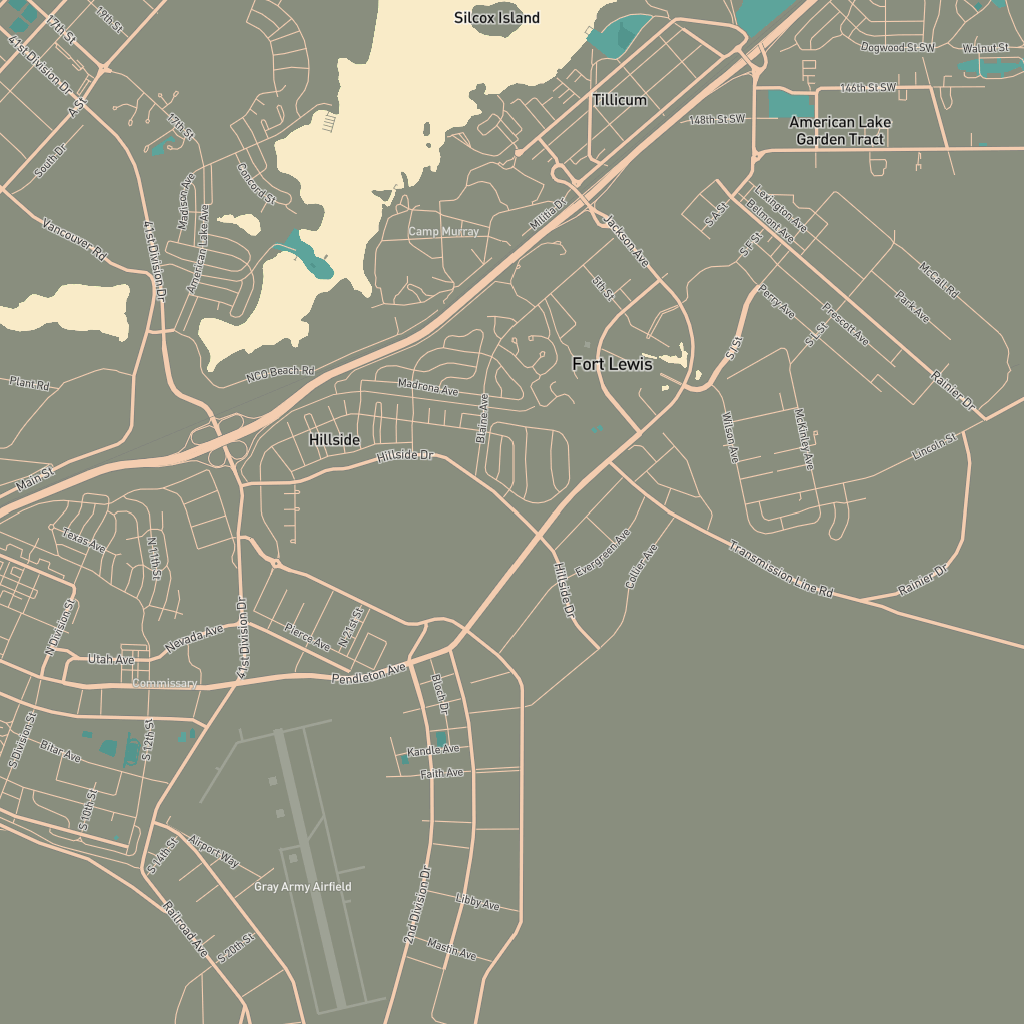 Silcox Island
19th St
17th St
41st Division Dr
Dogwood St SW
Walnut St
A St
Tillicum
146th St SW
148th St SW
American Lake
Garden Tract
17th St
South Dr
Concord St
Madison Ave
American Lake Ave
Lexington Ave
Belmont Ave
S A St
Militia Dr
Jackson Ave
Camp Murray
Vancouver Rd
41st Division Dr
S F St
McCall Rd
5th St
Perry Ave
Park Ave
Prescott Ave
S L St
S I St
Fort Lewis
NCO Beach Rd
Plant Rd
Madrona Ave
Rainier Dr
Blaine Ave
Wilson Ave
McKinley Ave
Hillside
Lincoln St
Hillside Dr
Main St
Texas Ave
N 11th St
Evergreen Ave
Collier Ave
Transmission Line Rd
Rainier Dr
Hillside Dr
N Division St
41st Division Dr
N 21st St
Pierce Ave
Nevada Ave
Utah Ave
Commissary
Pendleton Ave
Bloch Dr
S Division St
S 12th St
Bilar Ave
Kandle Ave
Faith Ave
S 10th St
S 14th St
Airport Way
Gray Army Airfield
2nd Division Dr
Libby Ave
Railroad Ave
S 20th St
Mastin Ave